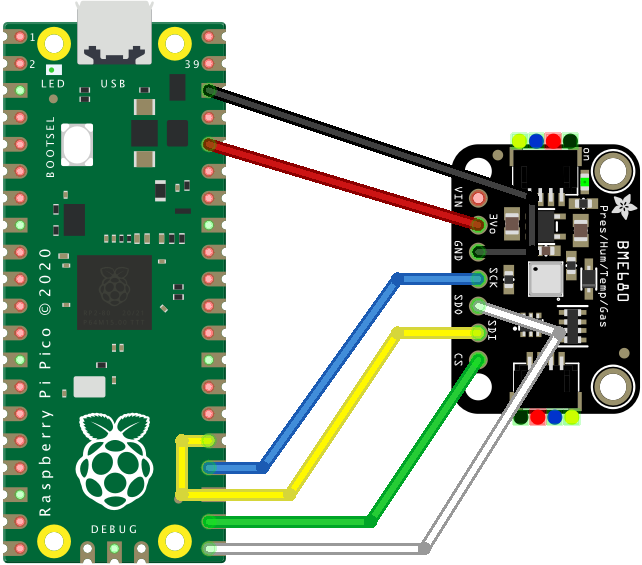 1
2
39
LED
USB
BOOTSEL
Raspberry Pi Pico ©2020
DEBUG
on
VIN
3Vo
GND
SCK
SDO
SDI
CS
Pres/Hum/Temp/Gas
BME680